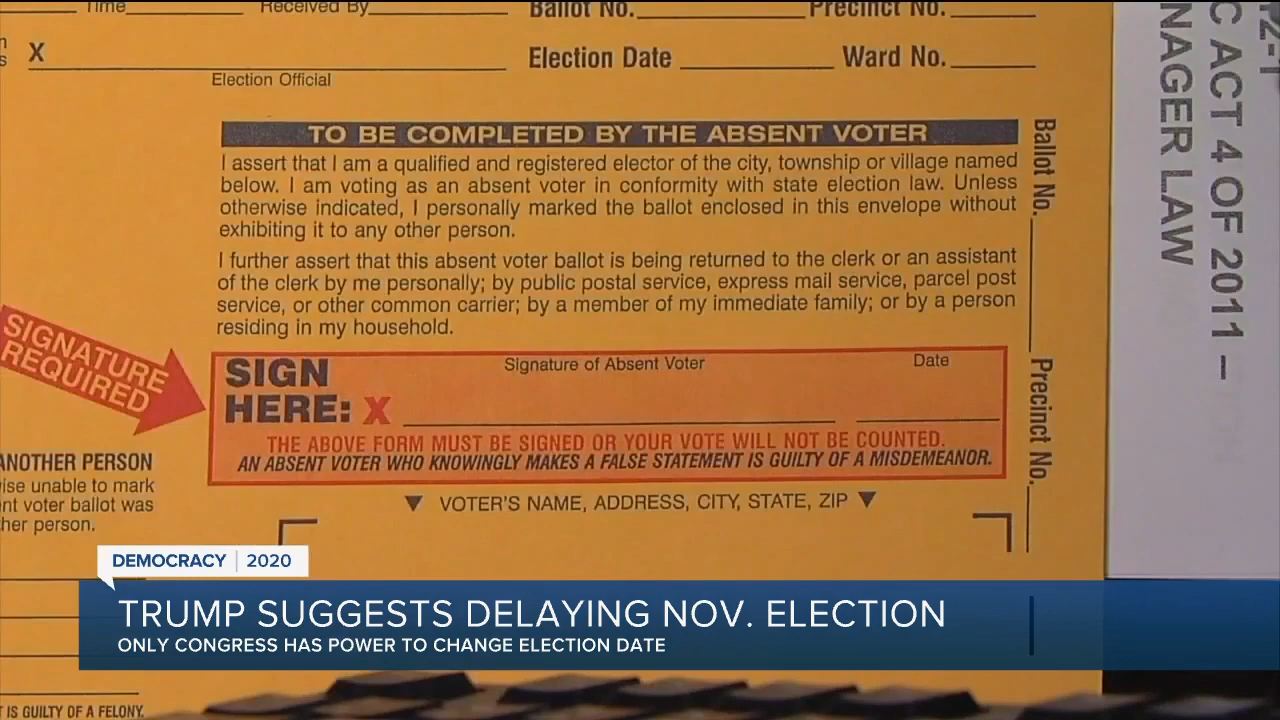 Time Received By Ballot No. Precinct No.
X
Election Date Ward No.
Election Official
TO BE COMPLETED BY THE ABSENT VOTER
I assert that I am a qualified and registered elector of the city, township or village named
below. I am voting as an absent voter in conformity with state election law. Unless
otherwise indicated, I personally marked the ballot enclosed in this envelope without
exhibiting it to any other person.
I further assert that this absent voter ballot is being returned to the clerk or an assistant
of the clerk by me personally; by public postal service, express mail service, parcel post
service, or other common carrier; by a member of my immediate family; or by a person
residing in my household.
SIGNATURE
REQUIRED
Signature of Absent Voter Date
SIGN
HERE: X
THE ABOVE FORM MUST BE SIGNED OR YOUR VOTE WILL NOT BE COUNTED.
AN ABSENT VOTER WHO KNOWINGLY MAKES A FALSE STATEMENT IS GUILTY OF A MISDEMEANOR.
VOTER'S NAME, ADDRESS, CITY, STATE, ZIP
Ballot No.
Precinct No.
C ACT 4 OF 2011 –
NAGER LAW
ANOTHER PERSON
ise unable to mark
nt voter ballot was
her person.
IS GUILTY OF A FELONY.
DEMOCRACY | 2020
TRUMP SUGGESTS DELAYING NOV. ELECTION
ONLY CONGRESS HAS POWER TO CHANGE ELECTION DATE